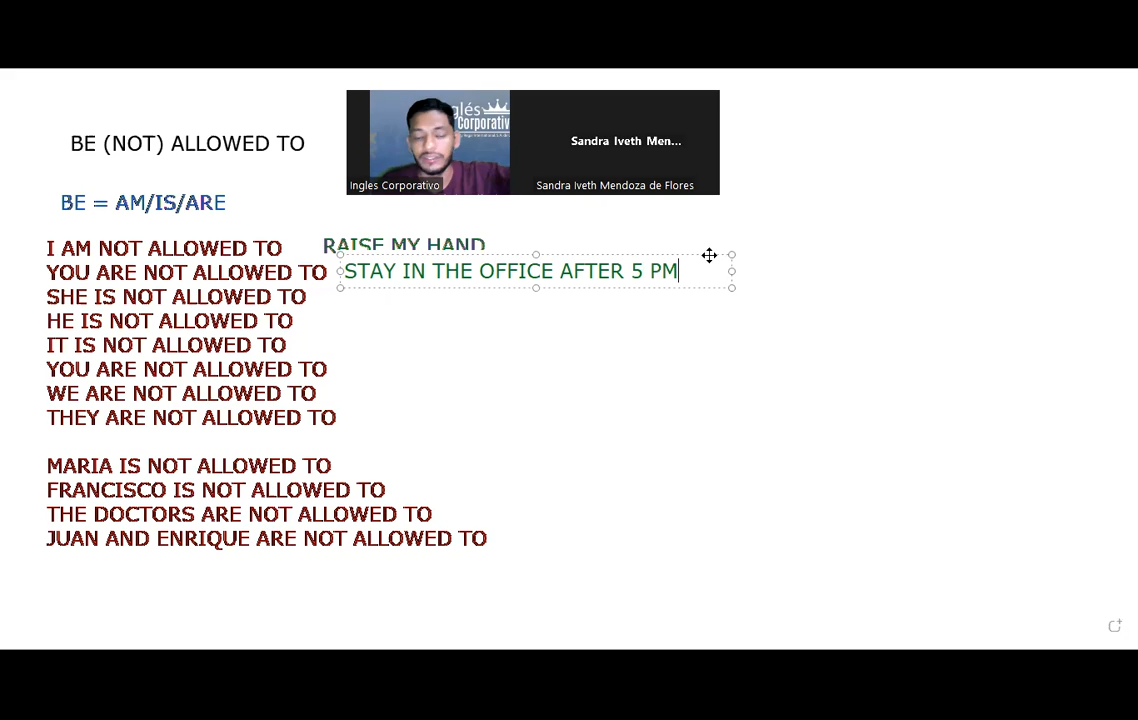 glés
Corporativo
Sandra Iveth Men...
Ingles Corporativo
Sandra Iveth Mendoza de Flores
BE (NOT) ALLOWED TO
BE = AM/IS/ARE
I AM NOT ALLOWED TO RAISE MY HAND
YOU ARE NOT ALLOWED TO STAY IN THE OFFICE AFTER 5 PM
SHE IS NOT ALLOWED TO
HE IS NOT ALLOWED TO
IT IS NOT ALLOWED TO
YOU ARE NOT ALLOWED TO
WE ARE NOT ALLOWED TO
THEY ARE NOT ALLOWED TO
MARIA IS NOT ALLOWED TO
FRANCISCO IS NOT ALLOWED TO
THE DOCTORS ARE NOT ALLOWED TO
JUAN AND ENRIQUE ARE NOT ALLOWED TO